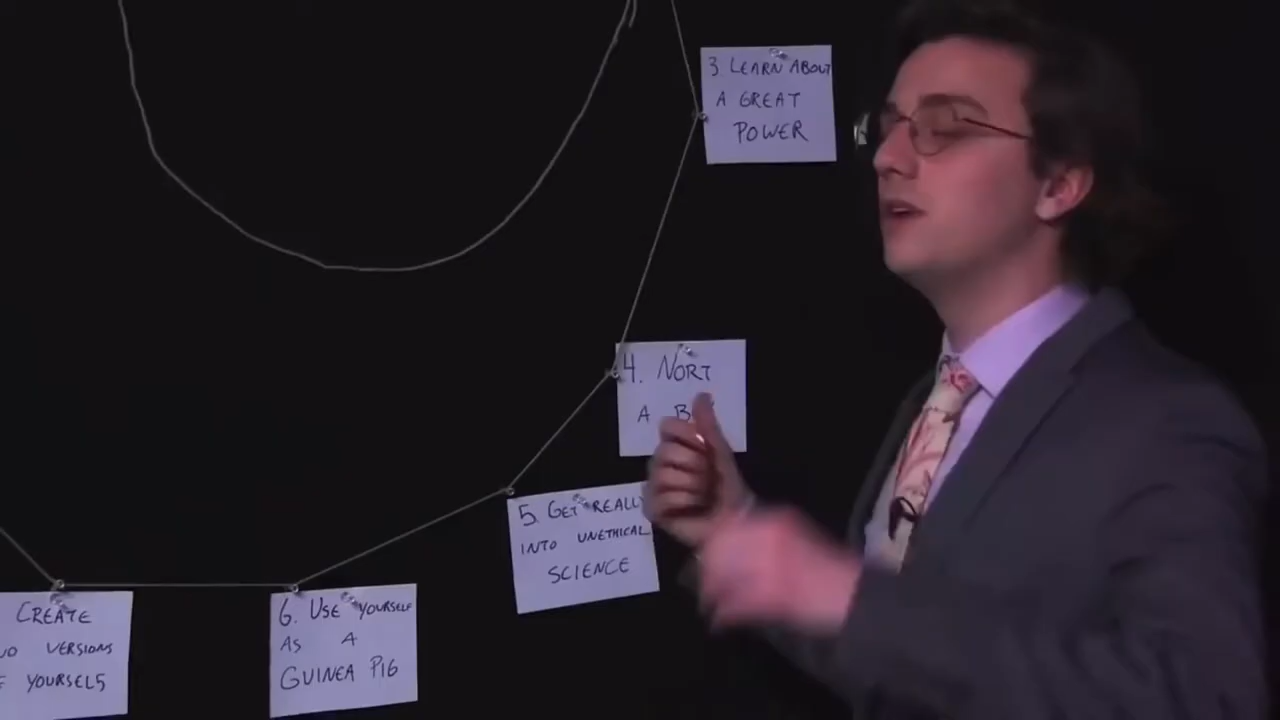 3. LEARN ABOUT
A GREAT
POWER
4. NORT
A
5. GET REALLY
INTO UNETHICAL
SCIENCE
6. USE YOURSELF
AS A
GUINEA PIG
CREATE
VERSIONS
YOURSEL5